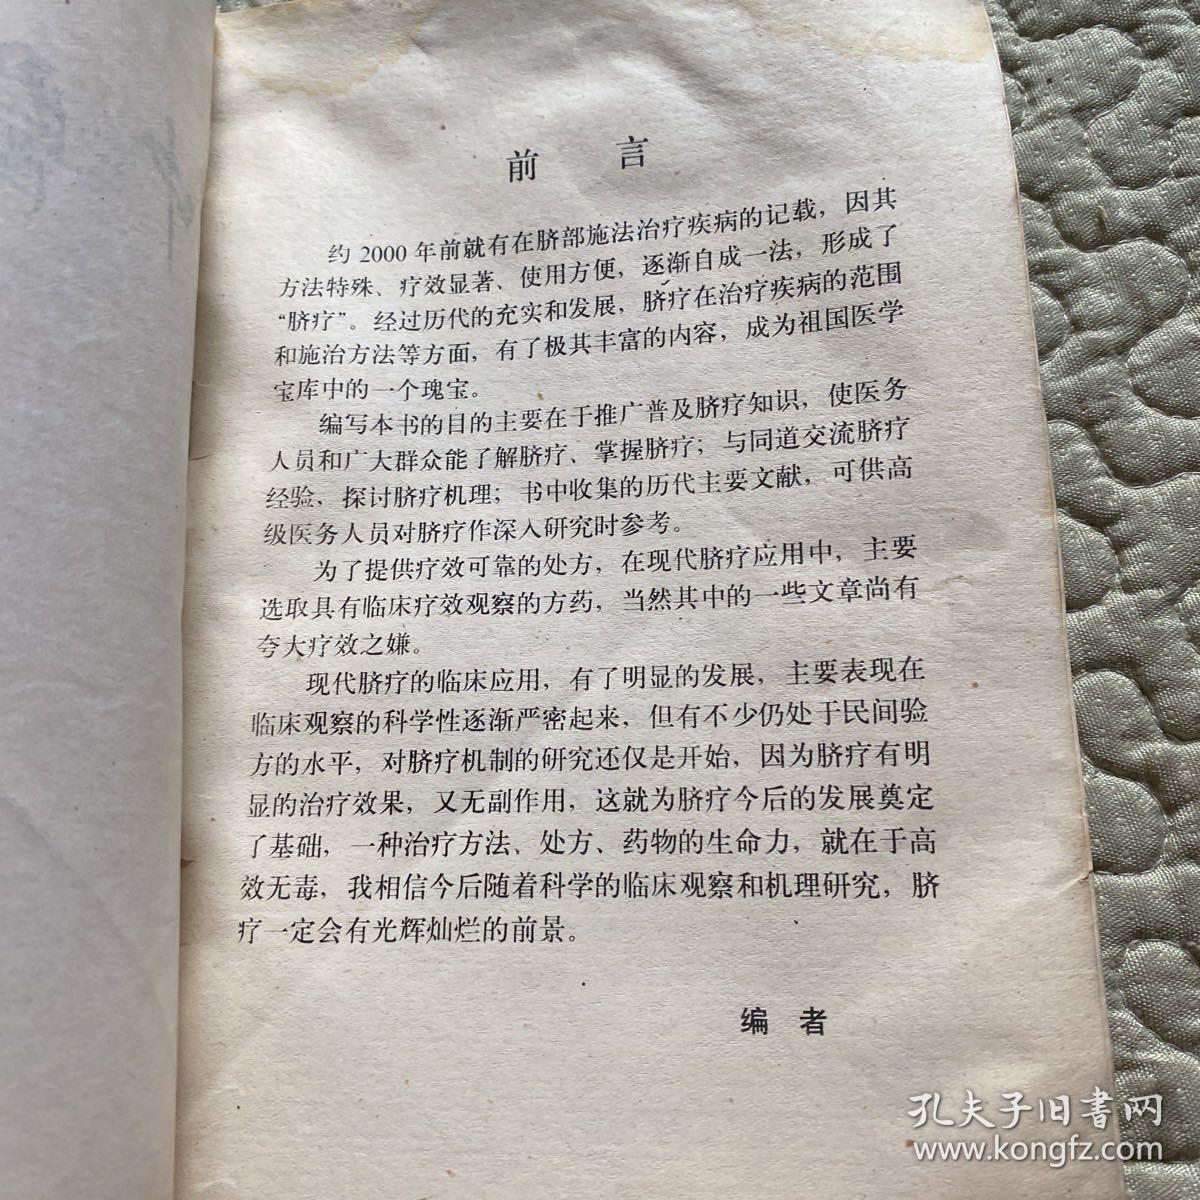 前 言
约 2000 年前就有在脐部施法治疗疾病的记载，因其
方法特殊、疗效显著、使用方便，逐渐自成一法，形成了
“脐疗”。经过历代的充实和发展，脐疗在治疗疾病的范围
和施治方法等方面，有了极其丰富的内容，成为祖国医学
宝库中的一个瑰宝。
编写本书的目的主要在于推广普及脐疗知识，使医务
人员和广大群众能了解脐疗、掌握脐疗；与同道交流脐疗
经验，探讨脐疗机理；书中收集的历代主要文献，可供高
级医务人员对脐疗作深入研究时参考。
为了提供疗效可靠的处方，在现代脐疗应用中，主要
选取具有临床疗效观察的方药，当然其中的一些文章尚有
夸大疗效之嫌。
现代脐疗的临床应用，有了明显的发展，主要表现在
临床观察的科学性逐渐严密起来，但有不少仍处于民间验
方的水平，对脐疗机制的研究还仅是开始，因为脐疗有明
显的治疗效果，又无副作用，这就为脐疗今后的发展奠定
了基础，一种治疗方法、处方、药物的生命力，就在于高
效无毒，我相信今后随着科学的临床观察和机理研究，脐
疗一定会有光辉灿烂的前景。
编 者
孔夫子旧书网
www.kongfz.com